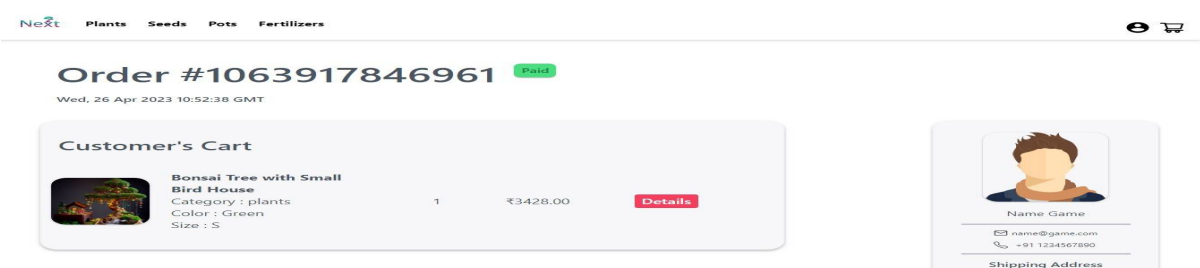 Next
Plants Seeds Pots Fertilizers
Order #1063917846961 Paid
Wed, 26 Apr 2023 10:52:38 GMT
Customer's Cart
Bonsai Tree with Small
Bird House
Category : plants
Color : Green
Size : S
1 ₹3428.00 Details
Name Game
name@game.com
+91 1234567890
Shipping Address